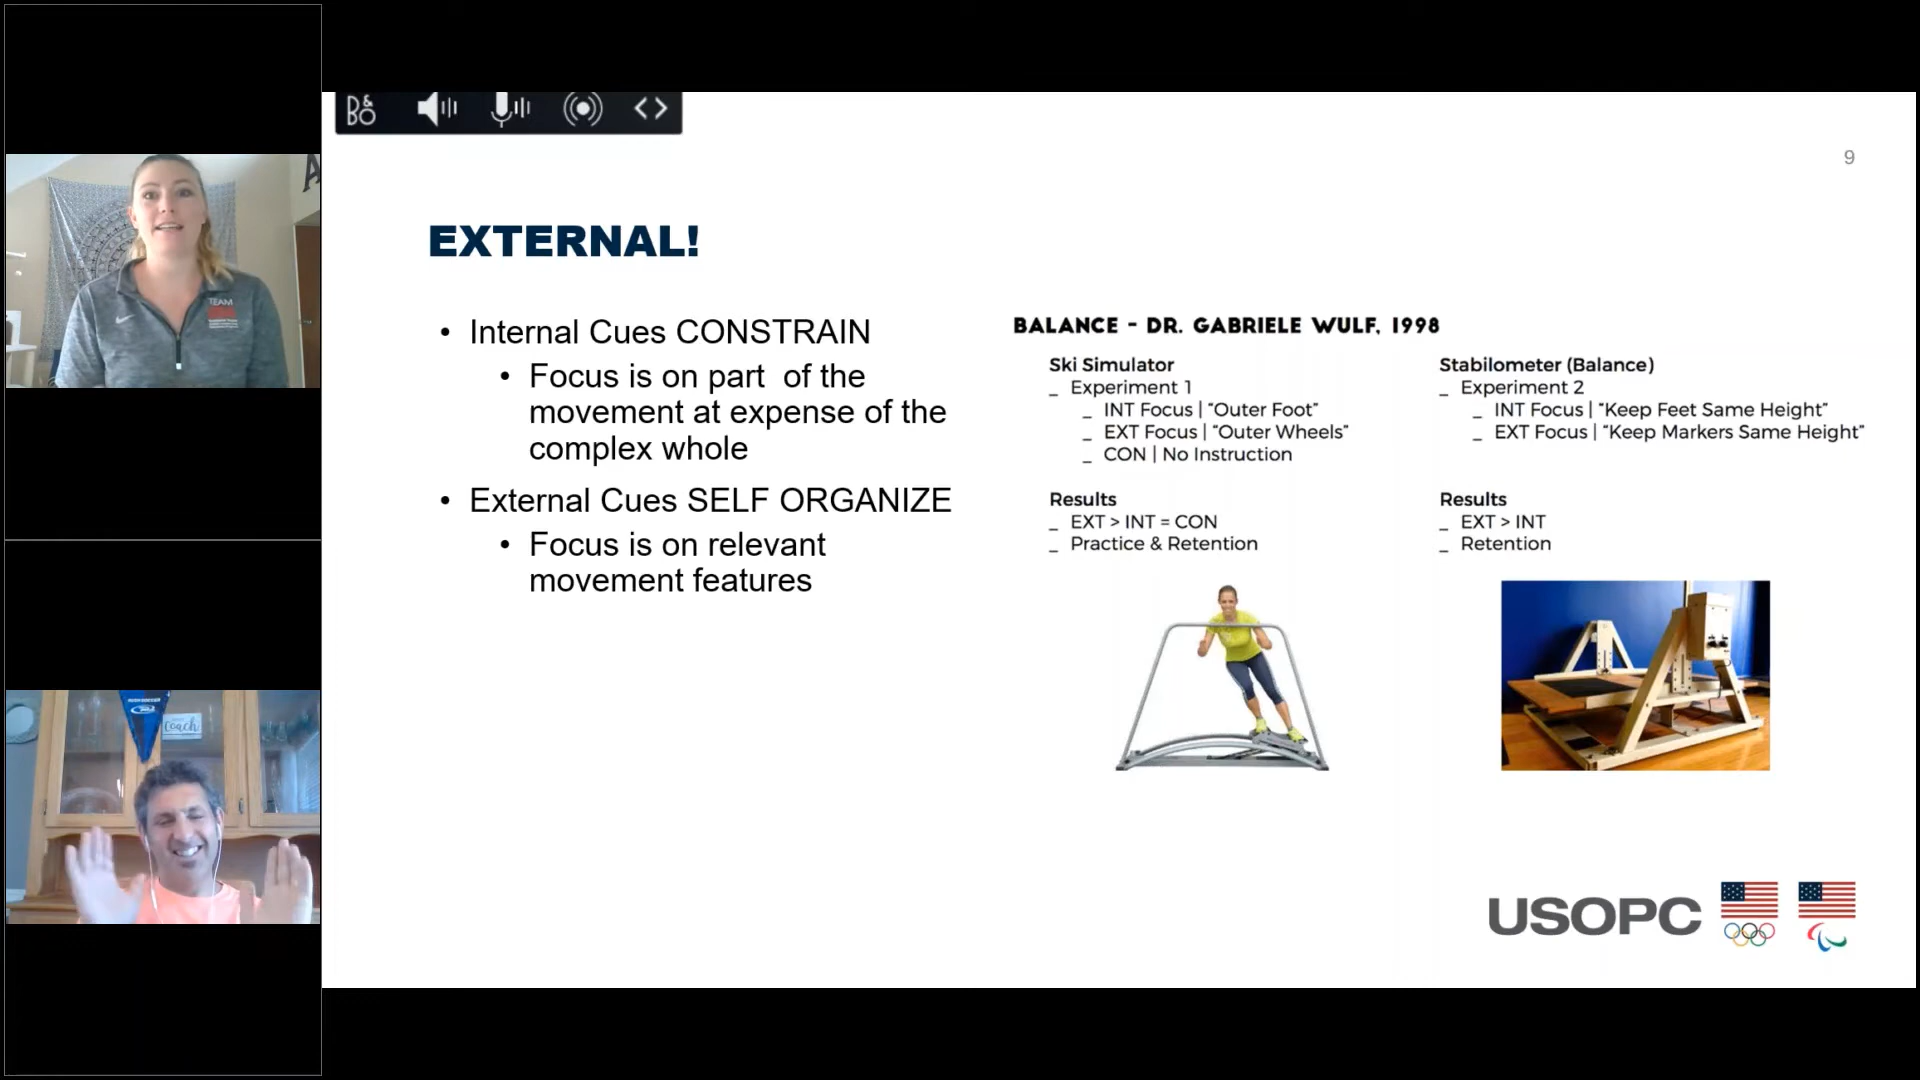 9
EXTERNAL!
• Internal Cues CONSTRAIN
• Focus is on part of the
movement at expense of the
complex whole
• External Cues SELF ORGANIZE
• Focus is on relevant
movement features
BALANCE - DR. GABRIELE WULF, 1998
Ski Simulator
_ Experiment 1
_ INT Focus | “Outer Foot”
_ EXT Focus | “Outer Wheels”
_ CON | No Instruction
Results
_ EXT > INT = CON
_ Practice & Retention
Stabilometer (Balance)
_ Experiment 2
_ INT Focus | “Keep Feet Same Height”
_ EXT Focus | “Keep Markers Same Height”
Results
_ EXT > INT
_ Retention
USOPC
B&O
TEAM
coach
A